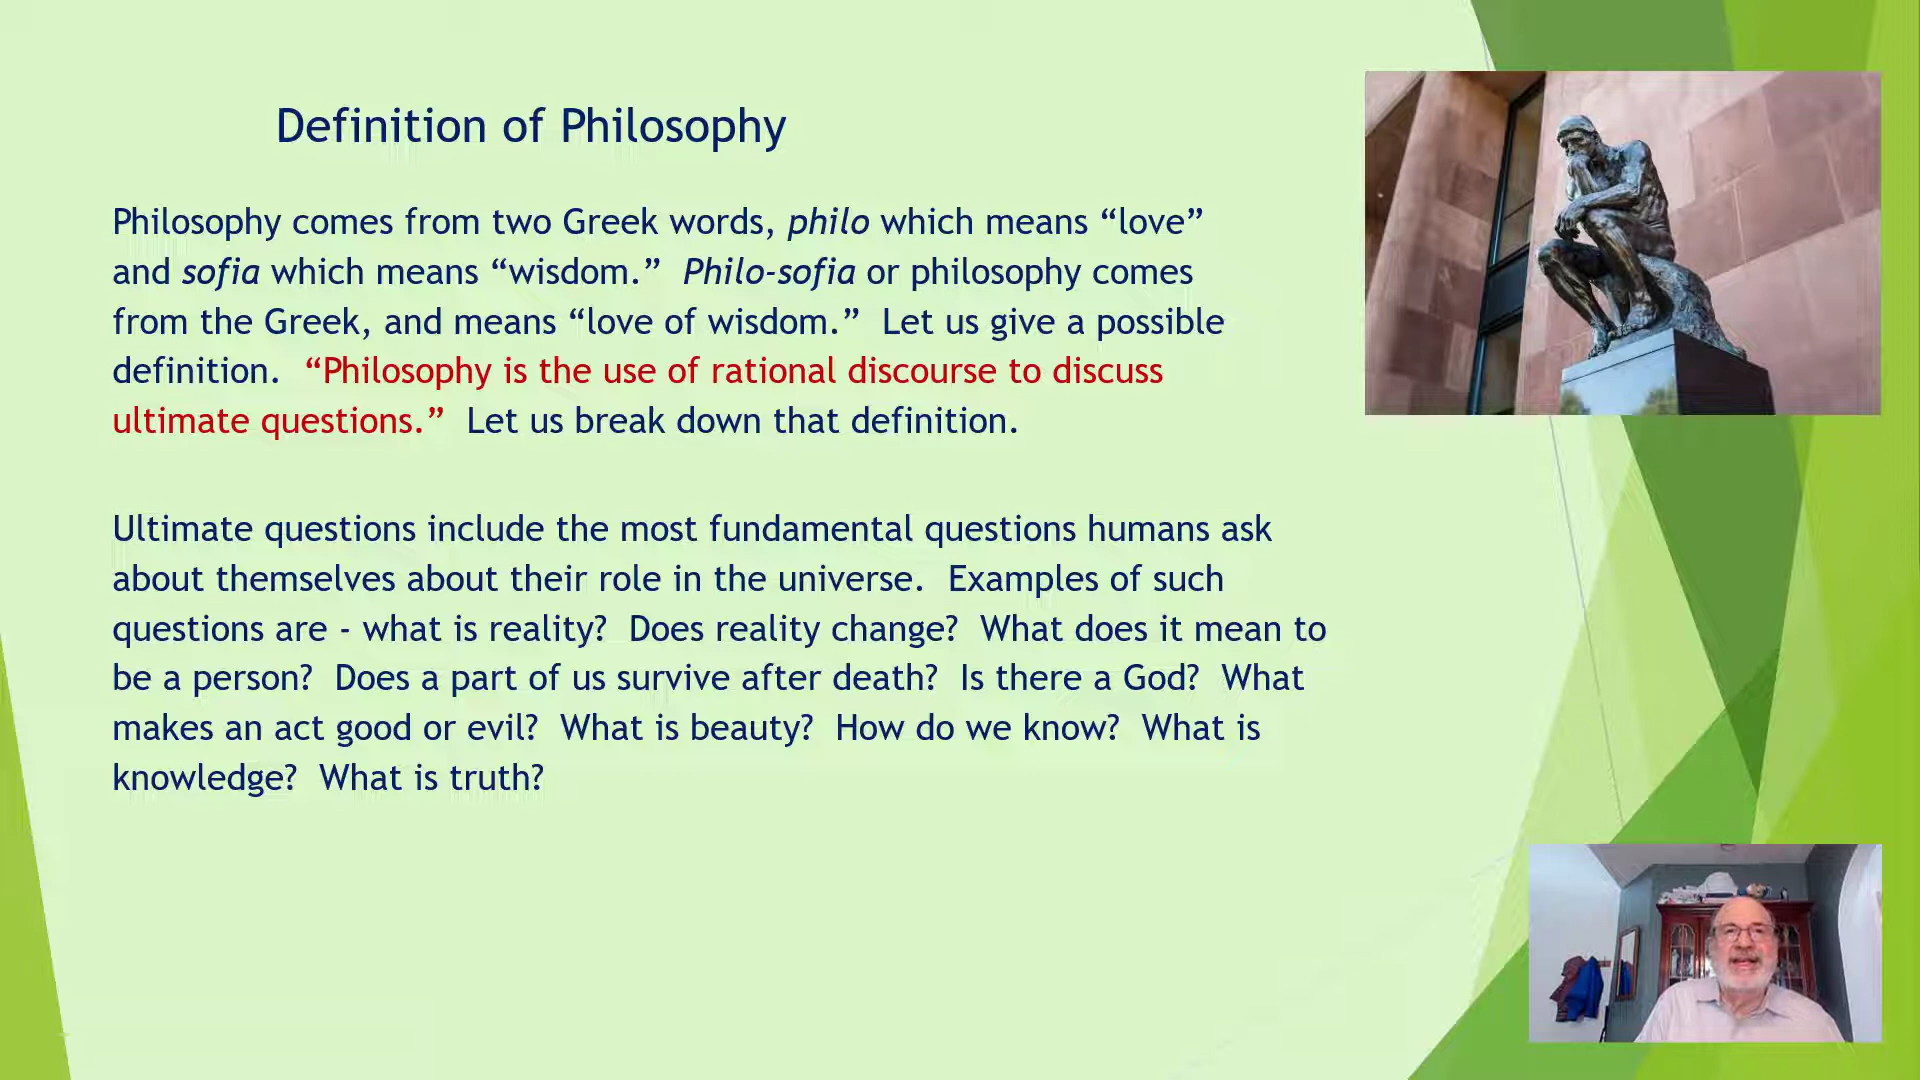 Definition of Philosophy
Philosophy comes from two Greek words, philo which means “love”
and sofia which means “wisdom.”  Philo-sofia or philosophy comes
from the Greek, and means “love of wisdom.”  Let us give a possible
definition.  “Philosophy is the use of rational discourse to discuss
ultimate questions.”  Let us break down that definition.
Ultimate questions include the most fundamental questions humans ask
about themselves about their role in the universe.  Examples of such
questions are - what is reality?  Does reality change?  What does it mean to
be a person?  Does a part of us survive after death?  Is there a God?  What
makes an act good or evil?  What is beauty?  How do we know?  What is
knowledge?  What is truth?